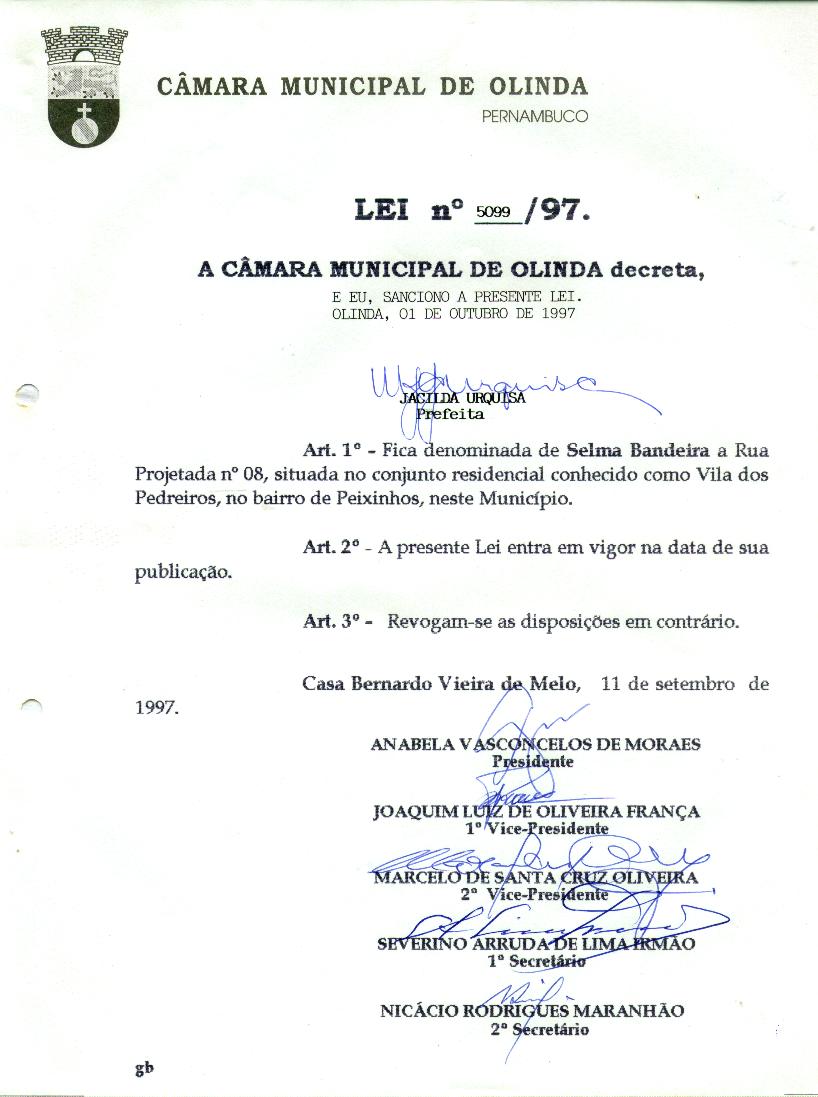 CÂMARA MUNICIPAL DE OLINDA
PERNAMBUCO
LEI nº 5099 /97.
A CÂMARA MUNICIPAL DE OLINDA decreta,
E EU, SANCIONO A PRESENTE LEI.
OLINDA, 01 DE OUTUBRO DE 1997
JACILDA URQUISA
Prefeita
Art. 1º - Fica denominada de Selma Bandeira a Rua
Projetada nº 08, situada no conjunto residencial conhecido como Vila dos
Pedreiros, no bairro de Peixinhos, neste Município.
Art. 2º - A presente Lei entra em vigor na data de sua
publicação.
Art. 3º - Revogam-se as disposições em contrário.
Casa Bernardo Vieira de Melo, 11 de setembro de
1997.
ANABELA VASCONCELOS DE MORAES
Presidente
JOAQUIM LUIZ DE OLIVEIRA FRANÇA
1º Vice-Presidente
MARCELO DE SANTA CRUZ OLIVEIRA
2º Vice-Presidente
SEVERINO ARRUDA DE LIMA IRMÃO
1º Secretário
NICÁCIO RODRIGUES MARANHÃO
2º Secretário
gb